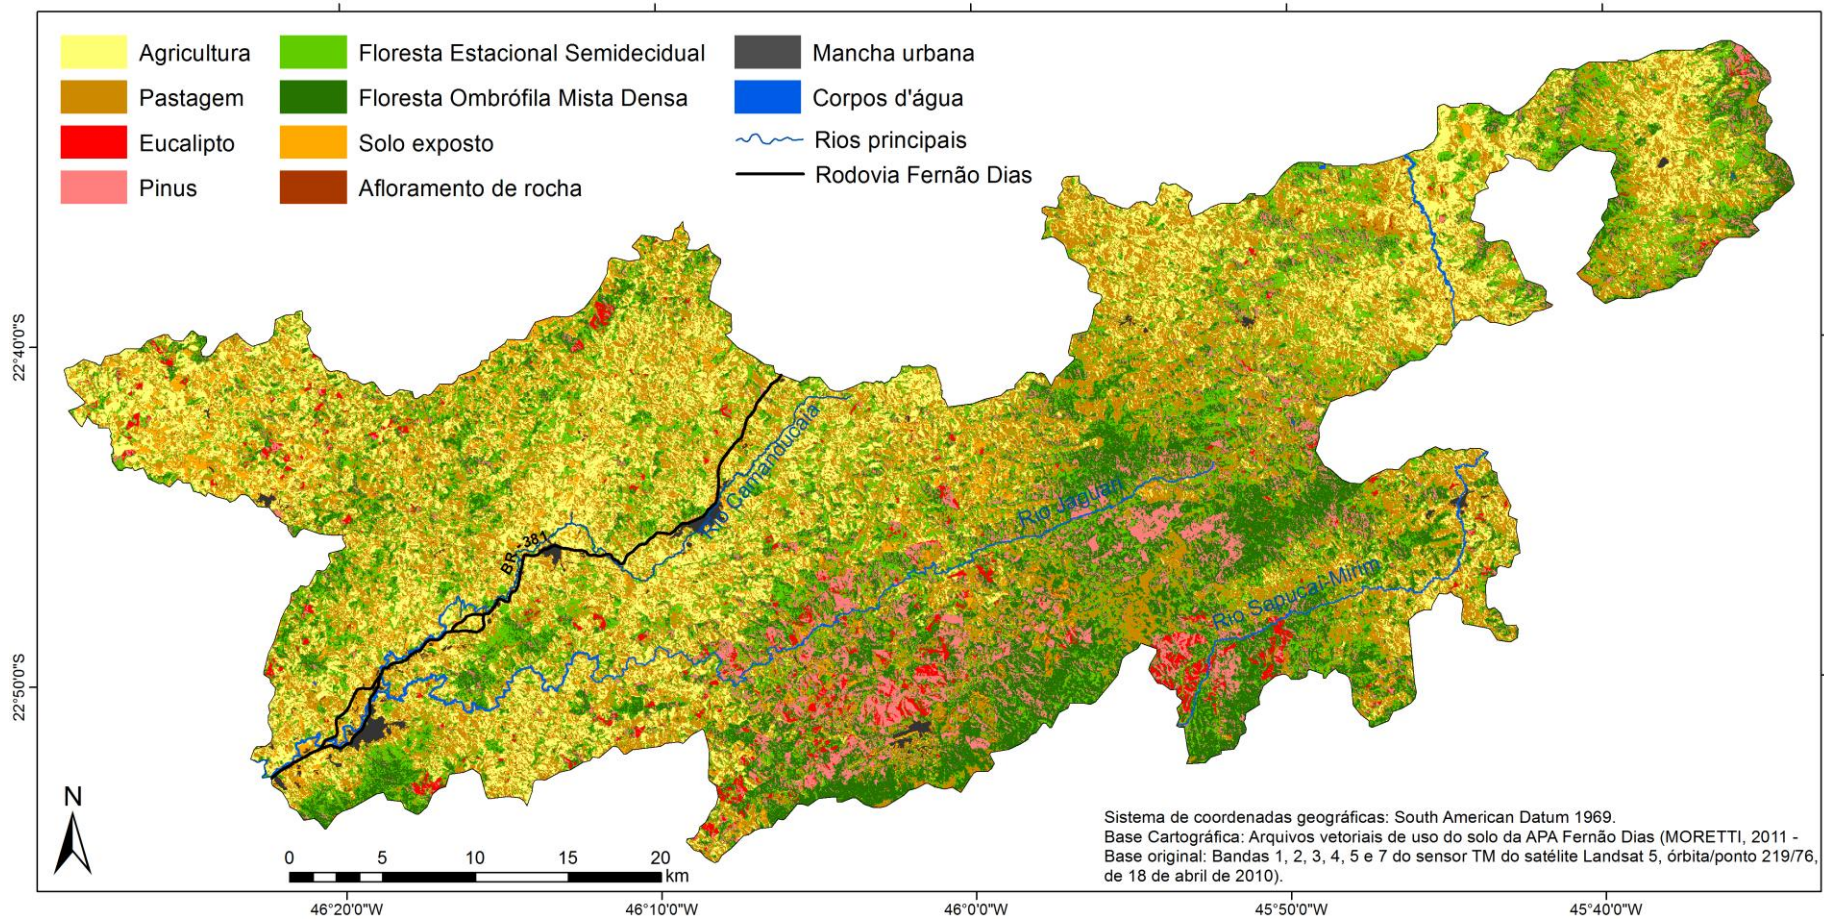 Agricultura
Pastagem
Eucalipto
Pinus
Floresta Estacional Semidecidual
Floresta Ombrófila Mista Densa
Solo exposto
Afloramento de rocha
Mancha urbana
Corpos d'água
Rios principais
Rodovia Fernão Dias
22°40'0"S
22°50'0"S
BR-381
Rio Camanducaia
Rio Jaguari
Rio Sapucaí-Mirim
N
0 5 10 15 20
km
Sistema de coordenadas geográficas: South American Datum 1969.
Base Cartográfica: Arquivos vetoriais de uso do solo da APA Fernão Dias (MORETTI, 2011 -
Base original: Bandas 1, 2, 3, 4, 5 e 7 do sensor TM do satélite Landsat 5, órbita/ponto 219/76,
de 18 de abril de 2010).
46°20'0"W 46°10'0"W 46°0'0"W 45°50'0"W 45°40'0"W